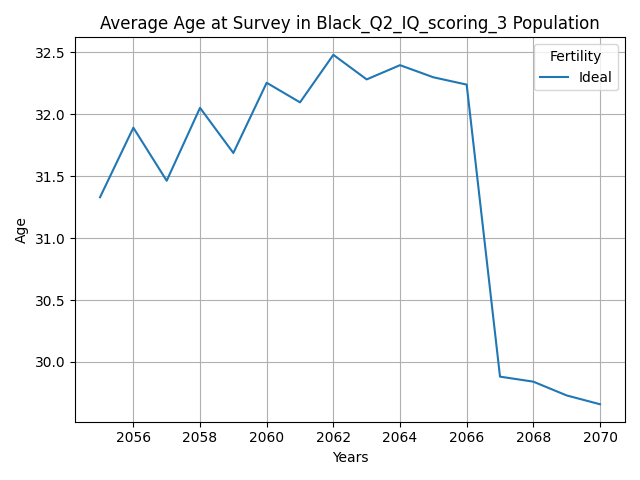 Average Age at Survey in Black_Q2_IQ_scoring_3 Population
Fertility
Ideal
32.5
32.0
31.5
31.0
30.5
30.0
Age
2056 2058 2060 2062 2064 2066 2068 2070
Years